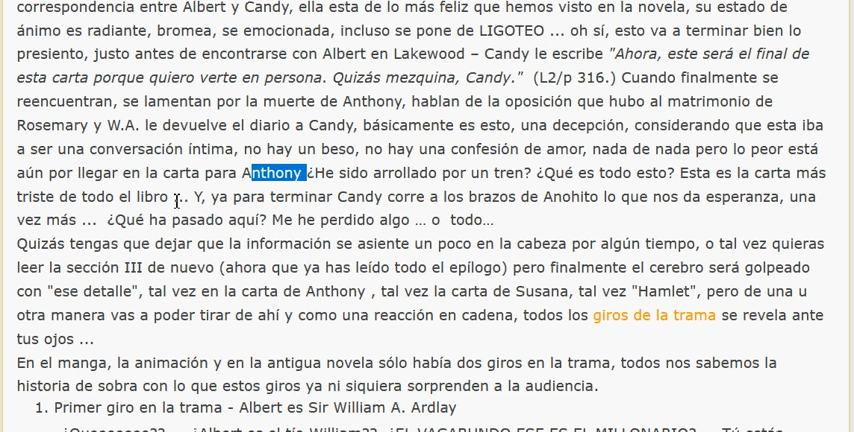 correspondencia entre Albert y Candy, ella esta de lo más feliz que hemos visto en la novela, su estado de
ánimo es radiante, bromea, se emocionada, incluso se pone de LIGOTEO ... oh sí, esto va a terminar bien lo
presiento, justo antes de encontrarse con Albert en Lakewood – Candy le escribe "Ahora, este será el final de
esta carta porque quiero verte en persona. Quizás mezquina, Candy." (L2/p 316.) Cuando finalmente se
reencuentran, se lamentan por la muerte de Anthony, hablan de la oposición que hubo al matrimonio de
Rosemary y W.A. le devuelve el diario a Candy, básicamente es esto, una decepción, considerando que esta iba
a ser una conversación íntima, no hay un beso, no hay una confesión de amor, nada de nada pero lo peor está
aún por llegar en la carta para Anthony ¿He sido arrollado por un tren? ¿Qué es todo esto? Esta es la carta más
triste de todo el libro ... Y, ya para terminar Candy corre a los brazos de Anohito lo que nos da esperanza, una
vez más ... ¿Qué ha pasado aquí? Me he perdido algo … o todo…
Quizás tengas que dejar que la información se asiente un poco en la cabeza por algún tiempo, o tal vez quieras
leer la sección III de nuevo (ahora que ya has leído todo el epílogo) pero finalmente el cerebro será golpeado
con "ese detalle", tal vez en la carta de Anthony , tal vez la carta de Susana, tal vez "Hamlet", pero de una u
otra manera vas a poder tirar de ahí y como una reacción en cadena, todos los giros de la trama se revela ante
tus ojos ...
En el manga, la animación y en la antigua novela sólo había dos giros en la trama, todos nos sabemos la
historia de sobra con lo que estos giros ya ni siquiera sorprenden a la audiencia.
1. Primer giro en la trama - Albert es Sir William A. Ardlay